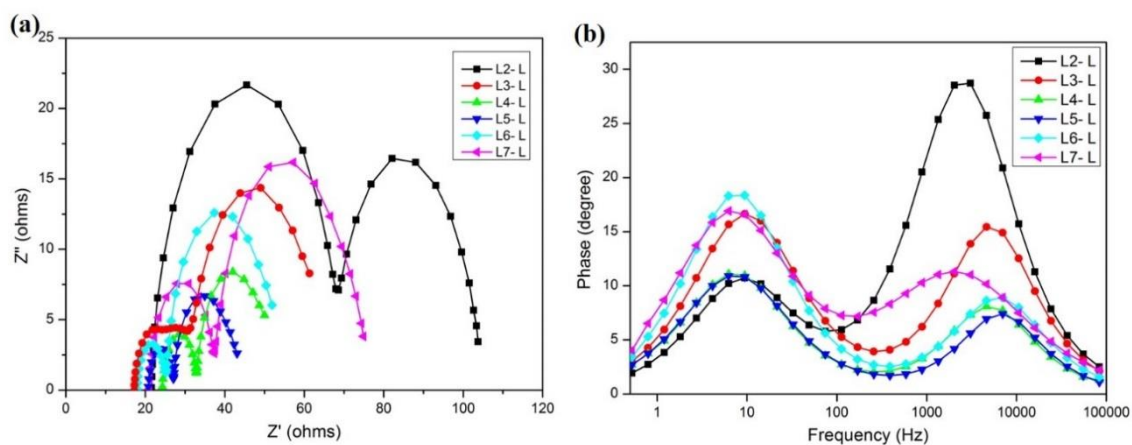 (a)
25
20
15
10
5
0
Z'' (ohms)
0 20 40 60 80 100 120
Z' (ohms)
L2- L
L3- L
L4- L
L5- L
L6- L
L7- L
(b)
30
25
20
15
10
5
0
Phase (degree)
1 10 100 1000 10000 100000
Frequency (Hz)
L2- L
L3- L
L4- L
L5- L
L6- L
L7- L